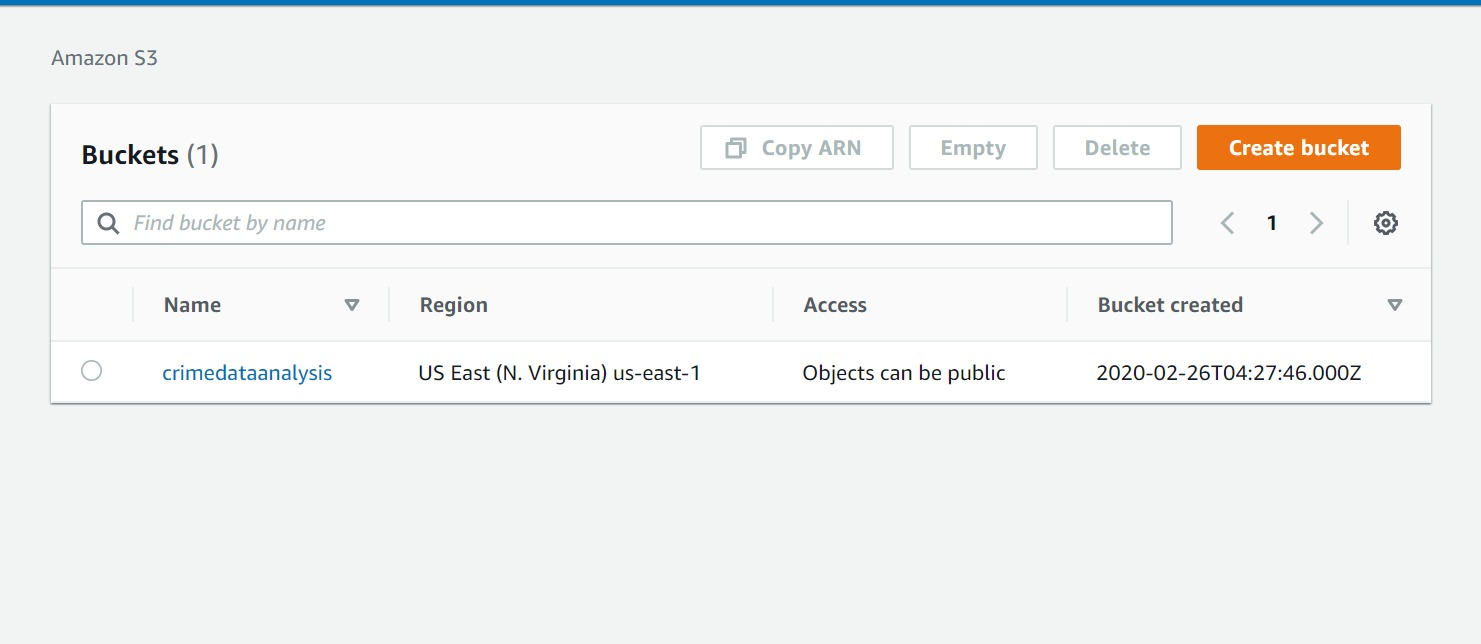 Amazon S3
Buckets (1)
Copy ARN Empty Delete Create bucket
Find bucket by name
1
Name Region Access Bucket created
crimedataanalysis US East (N. Virginia) us-east-1 Objects can be public 2020-02-26T04:27:46.000Z